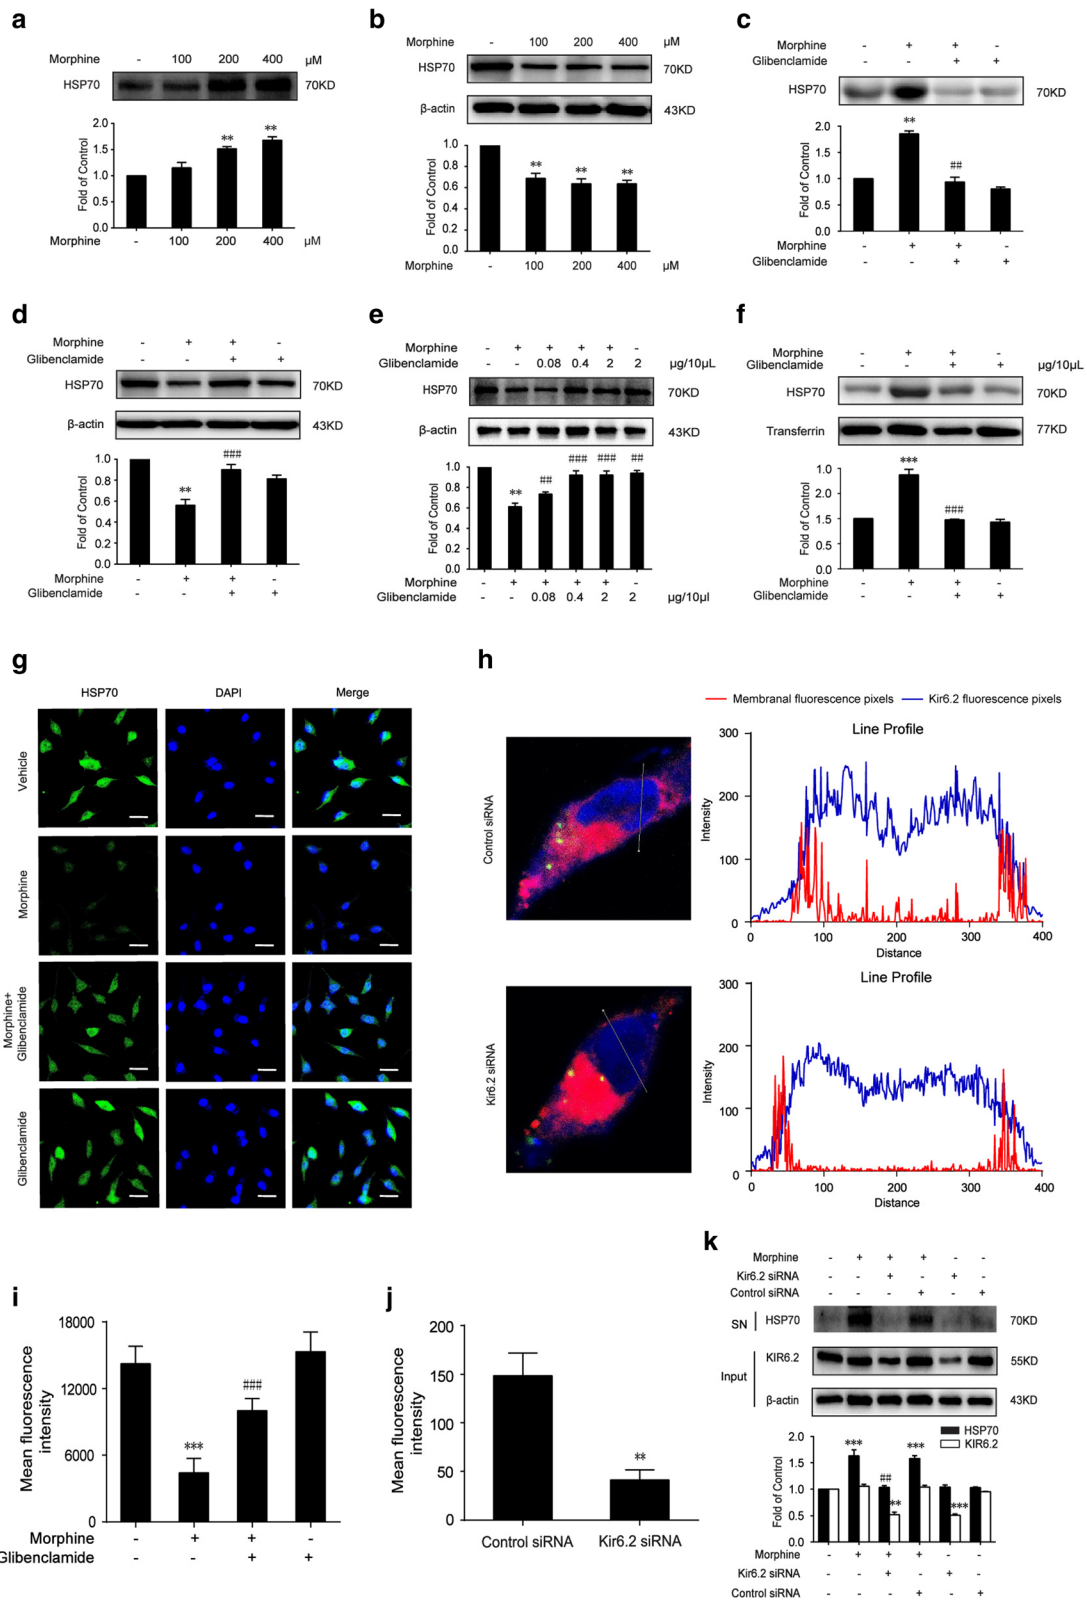 a
Morphine - 100 200 400 μM
HSP70 70KD
Fold of Control
2.0
1.5
1.0
0.5
0.0
** **
Morphine - 100 200 400 μM
b
Morphine - 100 200 400 μM
HSP70 70KD
β-actin 43KD
Fold of Control
1.0
0.8
0.6
0.4
0.2
0.0
** ** **
Morphine - 100 200 400 μM
c
Morphine - + + -
Glibenclamide - - + +
HSP70 70KD
Fold of Control
2.0
1.5
1.0
0.5
0.0
** ##
Morphine - + + -
Glibenclamide - - + +
d
Morphine - + + -
Glibenclamide - - + +
HSP70 70KD
β-actin 43KD
Fold of Control
1.0
0.8
0.6
0.4
0.2
0.0
** ###
Morphine - + + -
Glibenclamide - - + +
e
Morphine - + + + + -
Glibenclamide - - 0.08 0.4 2 2 μg/10μL
HSP70 70KD
β-actin 43KD
Fold of Control
1.0
0.8
0.6
0.4
0.2
0.0
** ## ### ### ##
Morphine - + + + + -
Glibenclamide - - 0.08 0.4 2 2 μg/10μl
f
Morphine - + + -
Glibenclamide - - + + μg/10μL
HSP70 70KD
Transferrin 77KD
Fold of Control
1.0
2.0
1.5
0.5
0.0
*** ###
Morphine - + + -
Glibenclamide - - + +
g
HSP70 DAPI Merge
Vehicle
Morphine
Morphine+
Glibenclamide
Glibenclamide
h
Membranal fluorescence pixels Kir6.2 fluorescence pixels
Control siRNA
Line Profile
Intensity
300
200
100
0
0 100 200 300 400
Distance
Kir6.2 siRNA
Line Profile
Intensity
300
200
100
0
0 100 200 300 400
Distance
i
Mean fluorescence
intensity
18000
12000
6000
0
*** ###
Morphine - + + -
Glibenclamide - - + +
j
Mean fluorescence
intensity
200
150
100
50
0
**
Control siRNA Kir6.2 siRNA
k
Morphine - + + + - -
Kir6.2 siRNA - - + - + -
Control siRNA - - - + - +
SN HSP70 70KD
Input
KIR6.2 55KD
β-actin 43KD
HSP70
KIR6.2
Fold of Control
2.0
1.5
1.0
0.5
0.0
*** ## ** *** ***
Morphine - + + + - -
Kir6.2 siRNA - - + - + -
Control siRNA - - - + - +